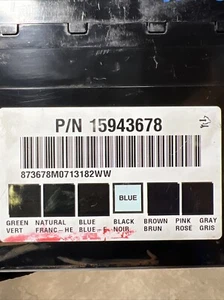 P/N 15943678
873678M0713182WW
BLUE
GREEN NATURAL BLUE BLACK BROWN PINK GRAY
VERT FRANC-HE BLUE-F NOIR BRUN ROSE GRIS